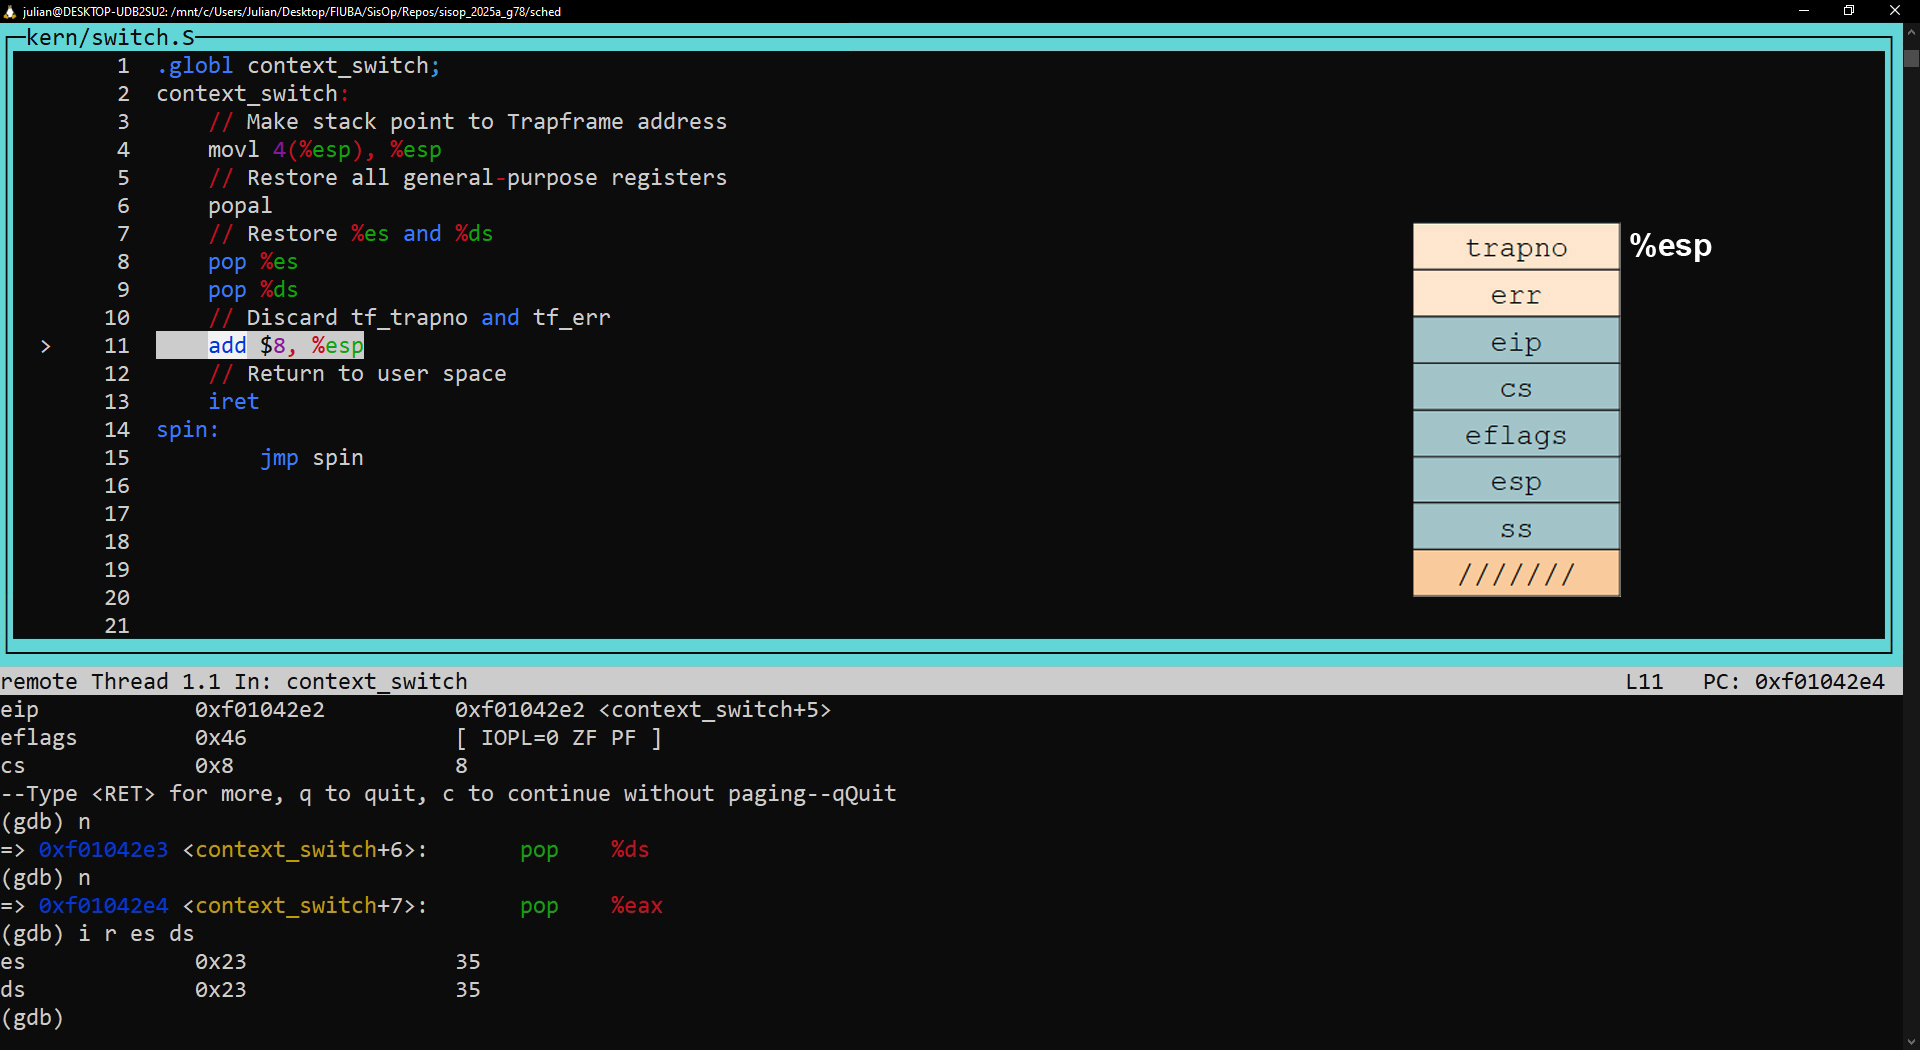 julian@DESKTOP-UDB2SU2: /mnt/c/Users/Julian/Desktop/FIUBA/SisOp/Repos/sisop_2025a_g78/sched
kern/switch.S
1 .globl context_switch;
2 context_switch:
3 // Make stack point to Trapframe address
4 movl 4(%esp), %esp
5 // Restore all general-purpose registers
6 popal
7 // Restore %es and %ds
8 pop %es
9 pop %ds
10 // Discard tf_trapno and tf_err
> 11 add $8, %esp
12 // Return to user space
13 iret
14 spin:
15 jmp spin
16
17
18
19
20
21
trapno %esp
err
eip
cs
eflags
esp
ss
///////
remote Thread 1.1 In: context_switch L11 PC: 0xf01042e4
eip 0xf01042e2 0xf01042e2 <context_switch+5>
eflags 0x46 [ IOPL=0 ZF PF ]
cs 0x8 8
--Type <RET> for more, q to quit, c to continue without paging--qQuit
(gdb) n
=> 0xf01042e3 <context_switch+6>: pop %ds
(gdb) n
=> 0xf01042e4 <context_switch+7>: pop %eax
(gdb) i r es ds
es 0x23 35
ds 0x23 35
(gdb)